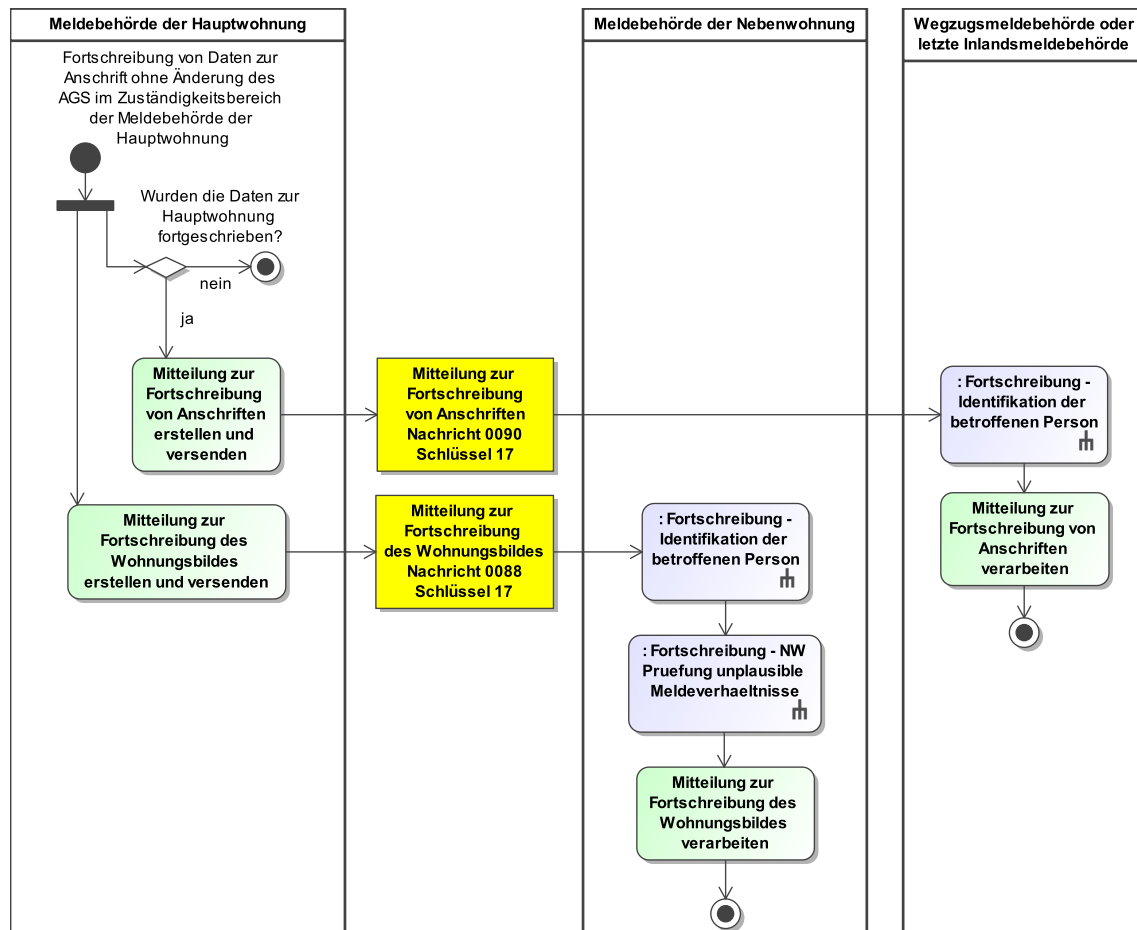 Meldebehörde der Hauptwohnung
Fortschreibung von Daten zur
Anschrift ohne Änderung des
AGS im Zuständigkeitsbereich
der Meldebehörde der
Hauptwohnung
Wurden die Daten zur
Hauptwohnung
fortgeschrieben?
nein
ja
Mitteilung zur
Fortschreibung
von Anschriften
erstellen und
versenden
Mitteilung zur
Fortschreibung des
Wohnungsbildes
erstellen und versenden
Mitteilung zur
Fortschreibung
von Anschriften
Nachricht 0090
Schlüssel 17
Mitteilung zur
Fortschreibung
des Wohnungsbildes
Nachricht 0088
Schlüssel 17
Meldebehörde der Nebenwohnung
: Fortschreibung -
Identifikation der
betroffenen Person
: Fortschreibung - NW
Pruefung unplausible
Meldeverhaeltnisse
Mitteilung zur
Fortschreibung des
Wohnungsbildes
verarbeiten
Wegzugsmeldebehörde oder
letzte Inlandsmeldebehörde
: Fortschreibung -
Identifikation der
betroffenen Person
Mitteilung zur
Fortschreibung von
Anschriften
verarbeiten